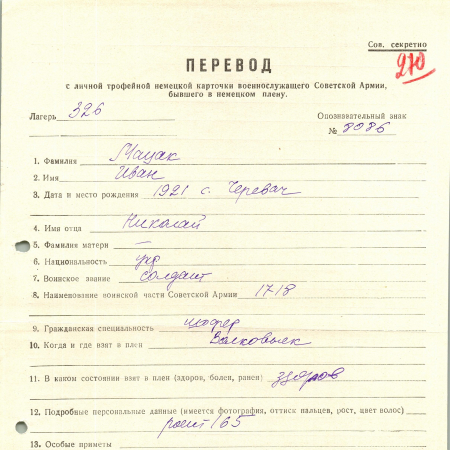 Сов. секретно
270
ПЕРЕВОД
с личной трофейной немецкой карточки военнослужащего Советской Армии,
бывшего в немецком плену.
Лагерь 326
Опознавательный знак
№ 8086
1. Фамилия Мацак
2. Имя Иван
3. Дата и место рождения 1921 с. Черевач
4. Имя отца Николай
5. Фамилия матери —
6. Национальность укр
7. Воинское звание солдат
8. Наименование воинской части Советской Армии 1718
9. Гражданская специальность шофер
10. Когда и где взят в плен Волковыск
11. В каком состоянии взят в плен (здоров, болен, ранен) здоров
12. Подробные персональные данные (имеется фотография, оттиск пальцев, рост, цвет волос)
рост 165
13. Особые приметы